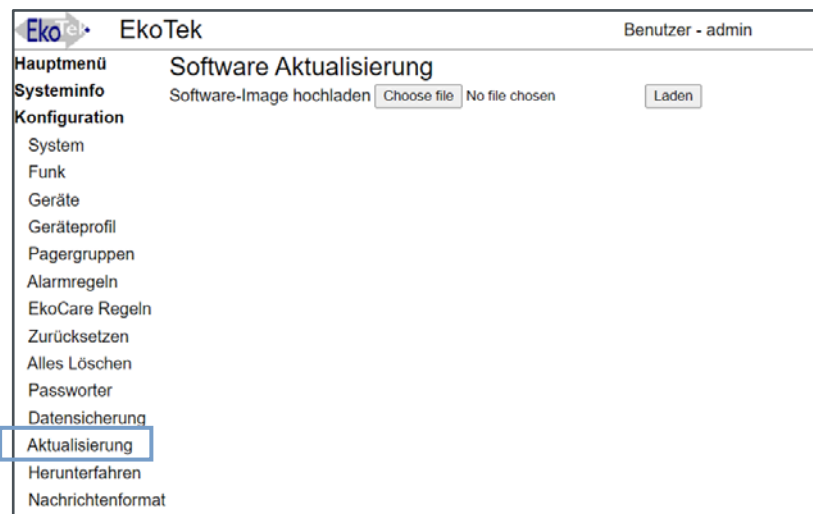 EkoTek EkoTek Benutzer - admin
Hauptmenü Software Aktualisierung
Systeminfo Software-Image hochladen Choose file No file chosen Laden
Konfiguration
System
Funk
Geräte
Geräteprofil
Pagergruppen
Alarmregeln
EkoCare Regeln
Zurücksetzen
Alles Löschen
Passworter
Datensicherung
Aktualisierung
Herunterfahren
Nachrichtenformat